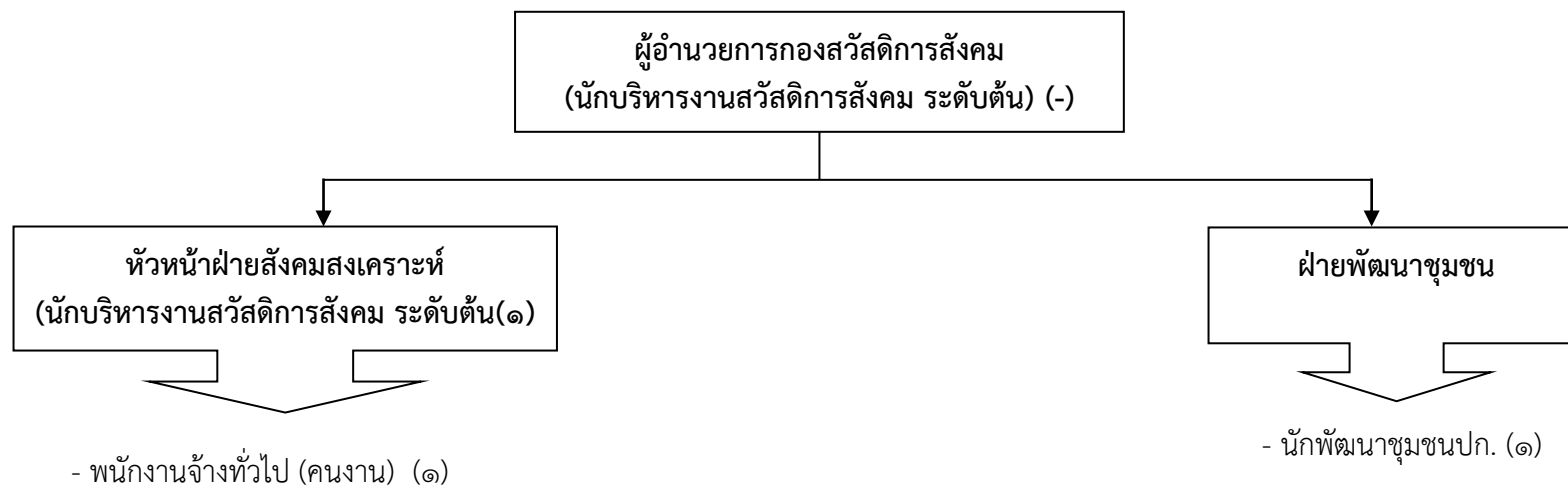 ผู้อำนวยการกองสวัสดิการสังคม
(นักบริหารงานสวัสดิการสังคม ระดับต้น) (-)
หัวหน้าฝ่ายสังคมสงเคราะห์
(นักบริหารงานสวัสดิการสังคม ระดับต้น(๑)
ฝ่ายพัฒนาชุมชน
- พนักงานจ้างทั่วไป (คนงาน) (๑)
- นักพัฒนาชุมชนปก. (๑)